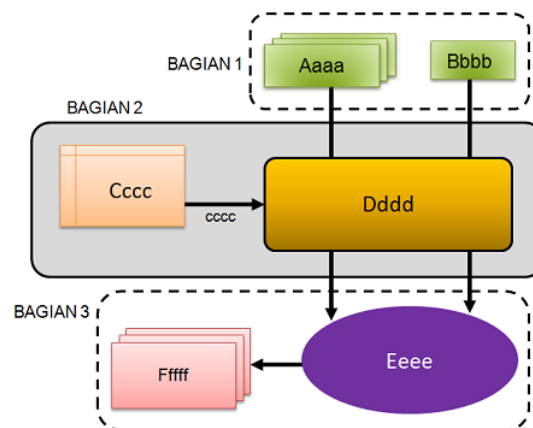 BAGIAN 1
Aaaa
Bbbb
BAGIAN 2
Cccc
cccc
Dddd
BAGIAN 3
Eeee
Fffff